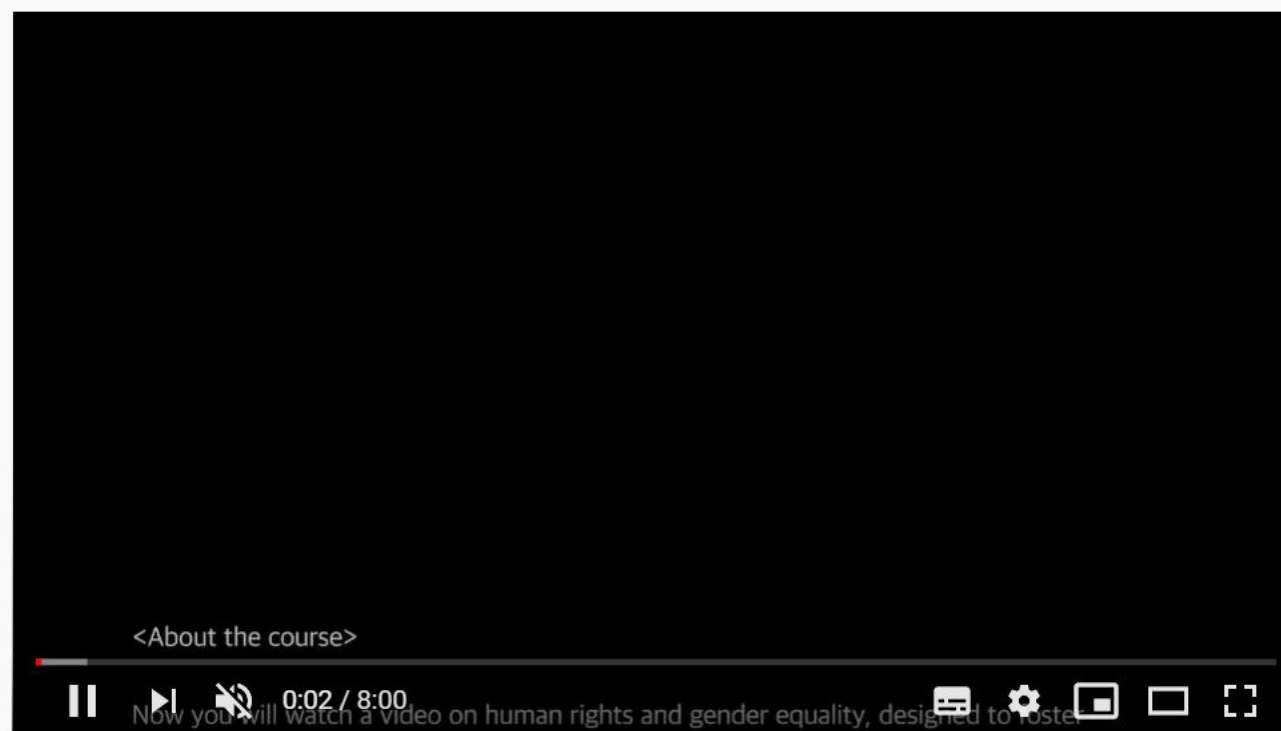 <About the course>
0:02 / 8:00
Now you will watch a video on human rights and gender equality, designed to foster